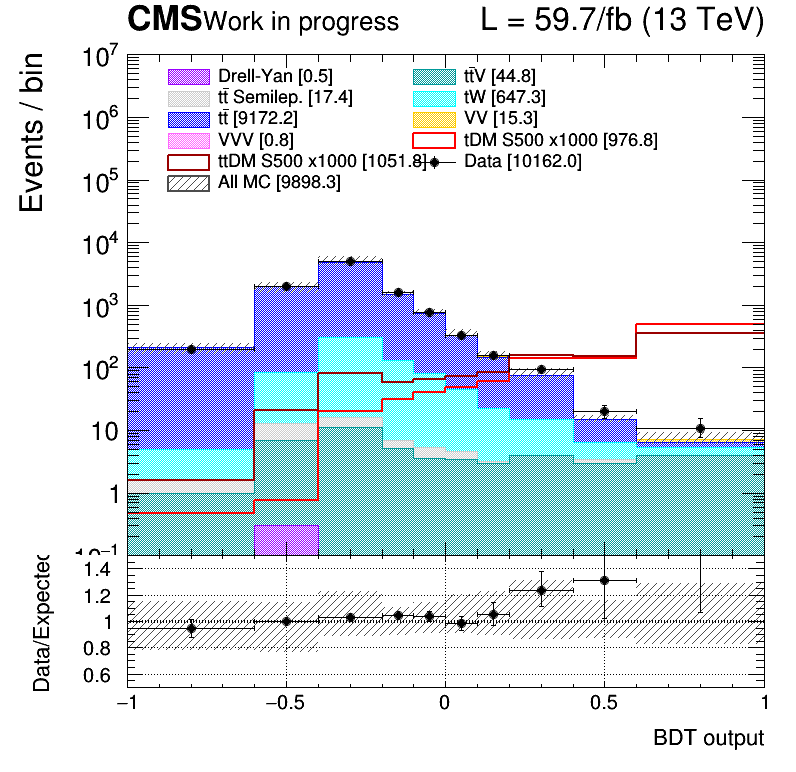 CMS Work in progress L = 59.7/fb (13 TeV)
Events / bin
10⁷
10⁶
10⁵
10⁴
10³
10²
10
1
10⁻¹
Drell-Yan [0.5] tt̄V [44.8]
tt̄ Semilep. [17.4] tW [647.3]
tt̄ [9172.2] VV [15.3]
VVV [0.8] tDM S500 x1000 [976.8]
ttDM S500 x1000 [1051.8] Data [10162.0]
All MC [9898.3]
Data/Expected
1.4
1.2
1
0.8
0.6
−1 −0.5 0 0.5 1
BDT output